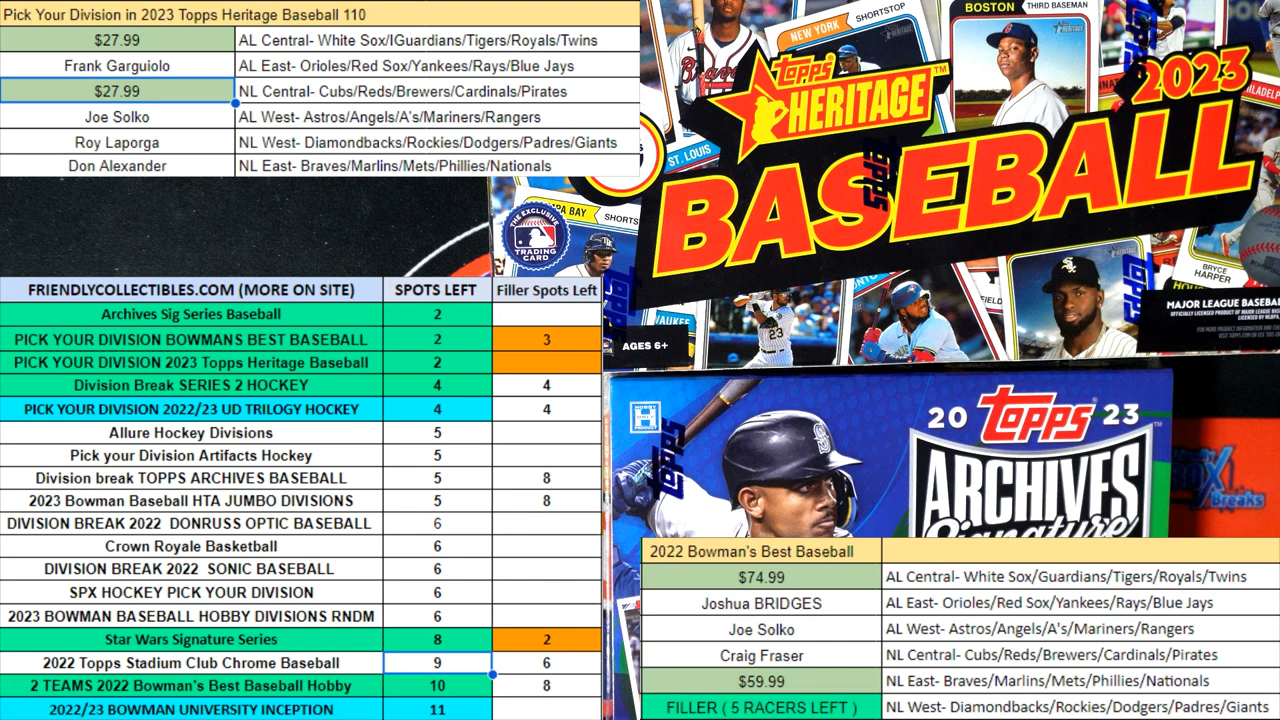 Pick Your Division in 2023 Topps Heritage Baseball 110
$27.99 AL Central- White Sox/IGuardians/Tigers/Royals/Twins
Frank Garguiolo AL East- Orioles/Red Sox/Yankees/Rays/Blue Jays
$27.99 NL Central- Cubs/Reds/Brewers/Cardinals/Pirates
Joe Solko AL West- Astros/Angels/A's/Mariners/Rangers
Roy Laporga NL West- Diamondbacks/Rockies/Dodgers/Padres/Giants
Don Alexander NL East- Braves/Marlins/Mets/Phillies/Nationals
NEW YORK SHORTSTOP
BOSTON THIRD BASEMAN
Braves
topps
HERITAGE™
2023
BASEBALL
ST. LOUIS
SHORTS
THE EXCLUSIVE
MLB
TRADING CARD
BRYCE HARPER
AGES 6+
MAJOR LEAGUE BASEBA
FRIENDLYCOLLECTIBLES.COM (MORE ON SITE) SPOTS LEFT Filler Spots Left
Archives Sig Series Baseball 2
PICK YOUR DIVISION BOWMANS BEST BASEBALL 2 3
PICK YOUR DIVISION 2023 Topps Heritage Baseball 2
Division Break SERIES 2 HOCKEY 4 4
PICK YOUR DIVISION 2022/23 UD TRILOGY HOCKEY 4 4
Allure Hockey Divisions 5
Pick your Division Artifacts Hockey 5
Division break TOPPS ARCHIVES BASEBALL 5 8
2023 Bowman Baseball HTA JUMBO DIVISIONS 5 8
DIVISION BREAK 2022 DONRUSS OPTIC BASEBALL 6
Crown Royale Basketball 6
DIVISION BREAK 2022 SONIC BASEBALL 6
SPX HOCKEY PICK YOUR DIVISION 6
2023 BOWMAN BASEBALL HOBBY DIVISIONS RNDM 6
Star Wars Signature Series 8 2
2022 Topps Stadium Club Chrome Baseball 9 6
2 TEAMS 2022 Bowman's Best Baseball Hobby 10 8
2022/23 BOWMAN UNIVERSITY INCEPTION 11
20 topps 23
ARCHIVES
Signature
Breaks
2022 Bowman's Best Baseball
$74.99 AL Central- White Sox/Guardians/Tigers/Royals/Twins
Joshua BRIDGES AL East- Orioles/Red Sox/Yankees/Rays/Blue Jays
Joe Solko AL West- Astros/Angels/A's/Mariners/Rangers
Craig Fraser NL Central- Cubs/Reds/Brewers/Cardinals/Pirates
$59.99 NL East- Braves/Marlins/Mets/Phillies/Nationals
FILLER ( 5 RACERS LEFT ) NL West- Diamondbacks/Rockies/Dodgers/Padres/Giants